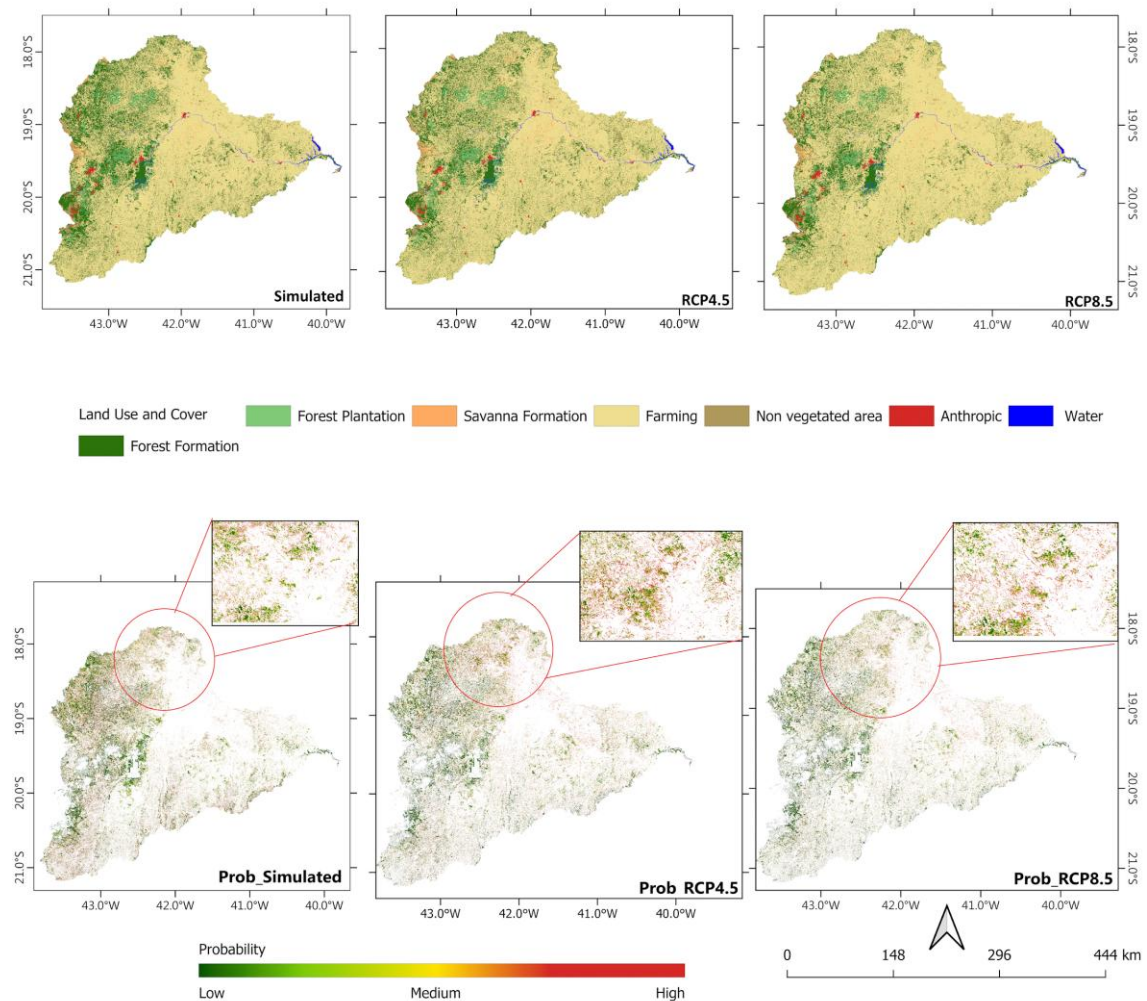 18.0°S
19.0°S
20.0°S
21.0°S
Simulated
RCP4.5
RCP8.5
18.0°S
19.0°S
20.0°S
21.0°S
43.0°W 42.0°W 41.0°W 40.0°W
43.0°W 42.0°W 41.0°W 40.0°W
43.0°W 42.0°W 41.0°W 40.0°W
Land Use and Cover Forest Plantation Savanna Formation Farming Non vegetated area Anthropic Water
Forest Formation
18.0°S
19.0°S
20.0°S
21.0°S
Prob_Simulated
Prob_RCP4.5
Prob_RCP8.5
18.0°S
19.0°S
20.0°S
21.0°S
43.0°W 42.0°W 41.0°W 40.0°W
43.0°W 42.0°W 41.0°W 40.0°W
43.0°W 42.0°W 41.0°W 40.0°W
Probability
Low Medium High
0 148 296 444 km